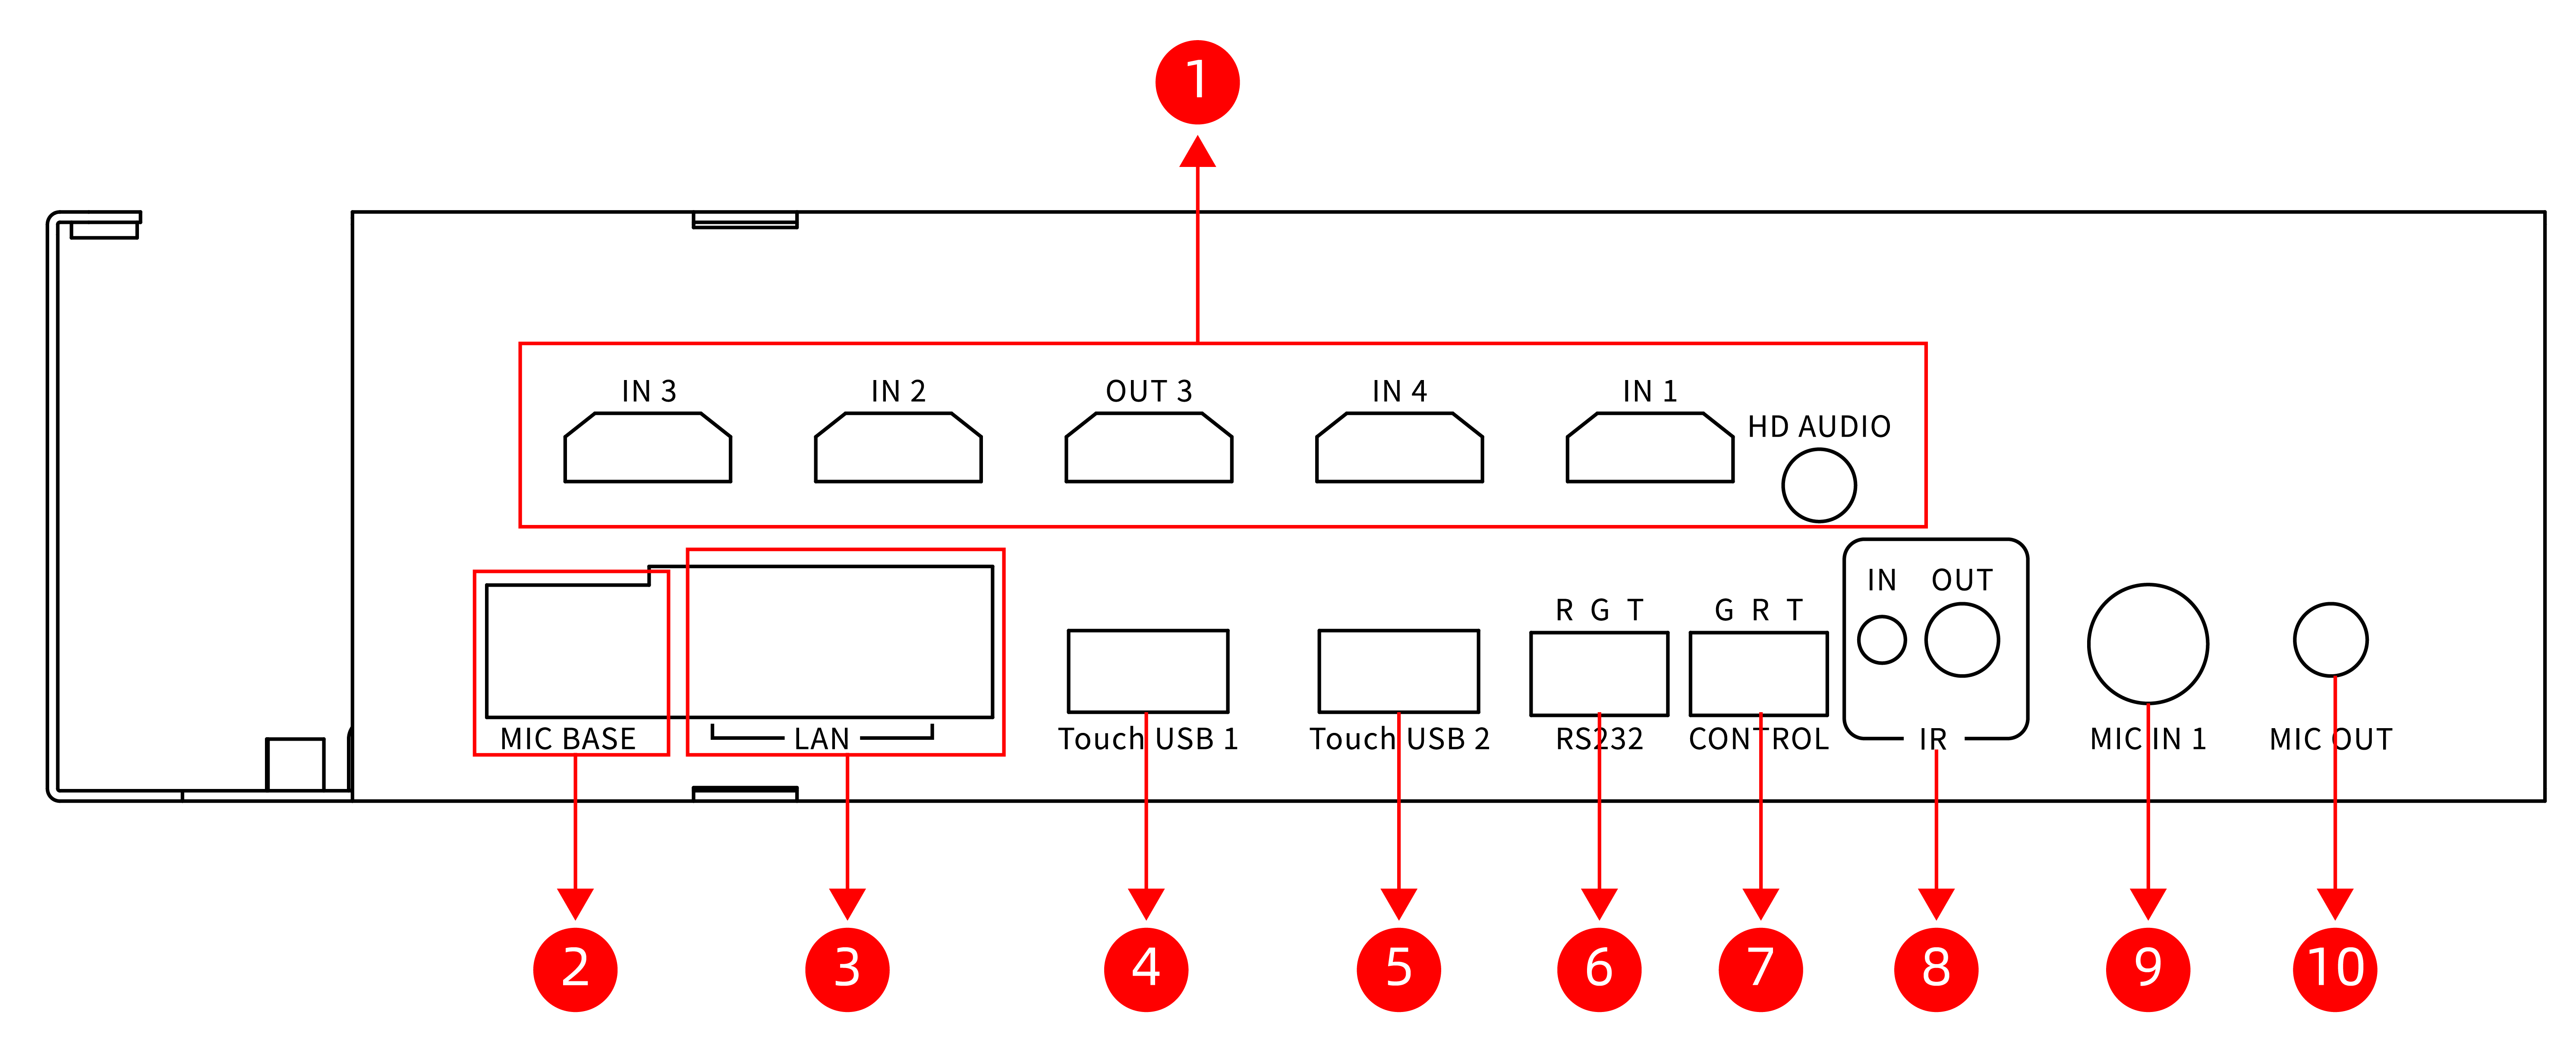 1
IN 3
IN 2
OUT 3
IN 4
IN 1
HD AUDIO
IN OUT
R G T
G R T
MIC BASE
LAN
Touch USB 1
Touch USB 2
RS232
CONTROL
IR
MIC IN 1
MIC OUT
2
3
4
5
6
7
8
9
10